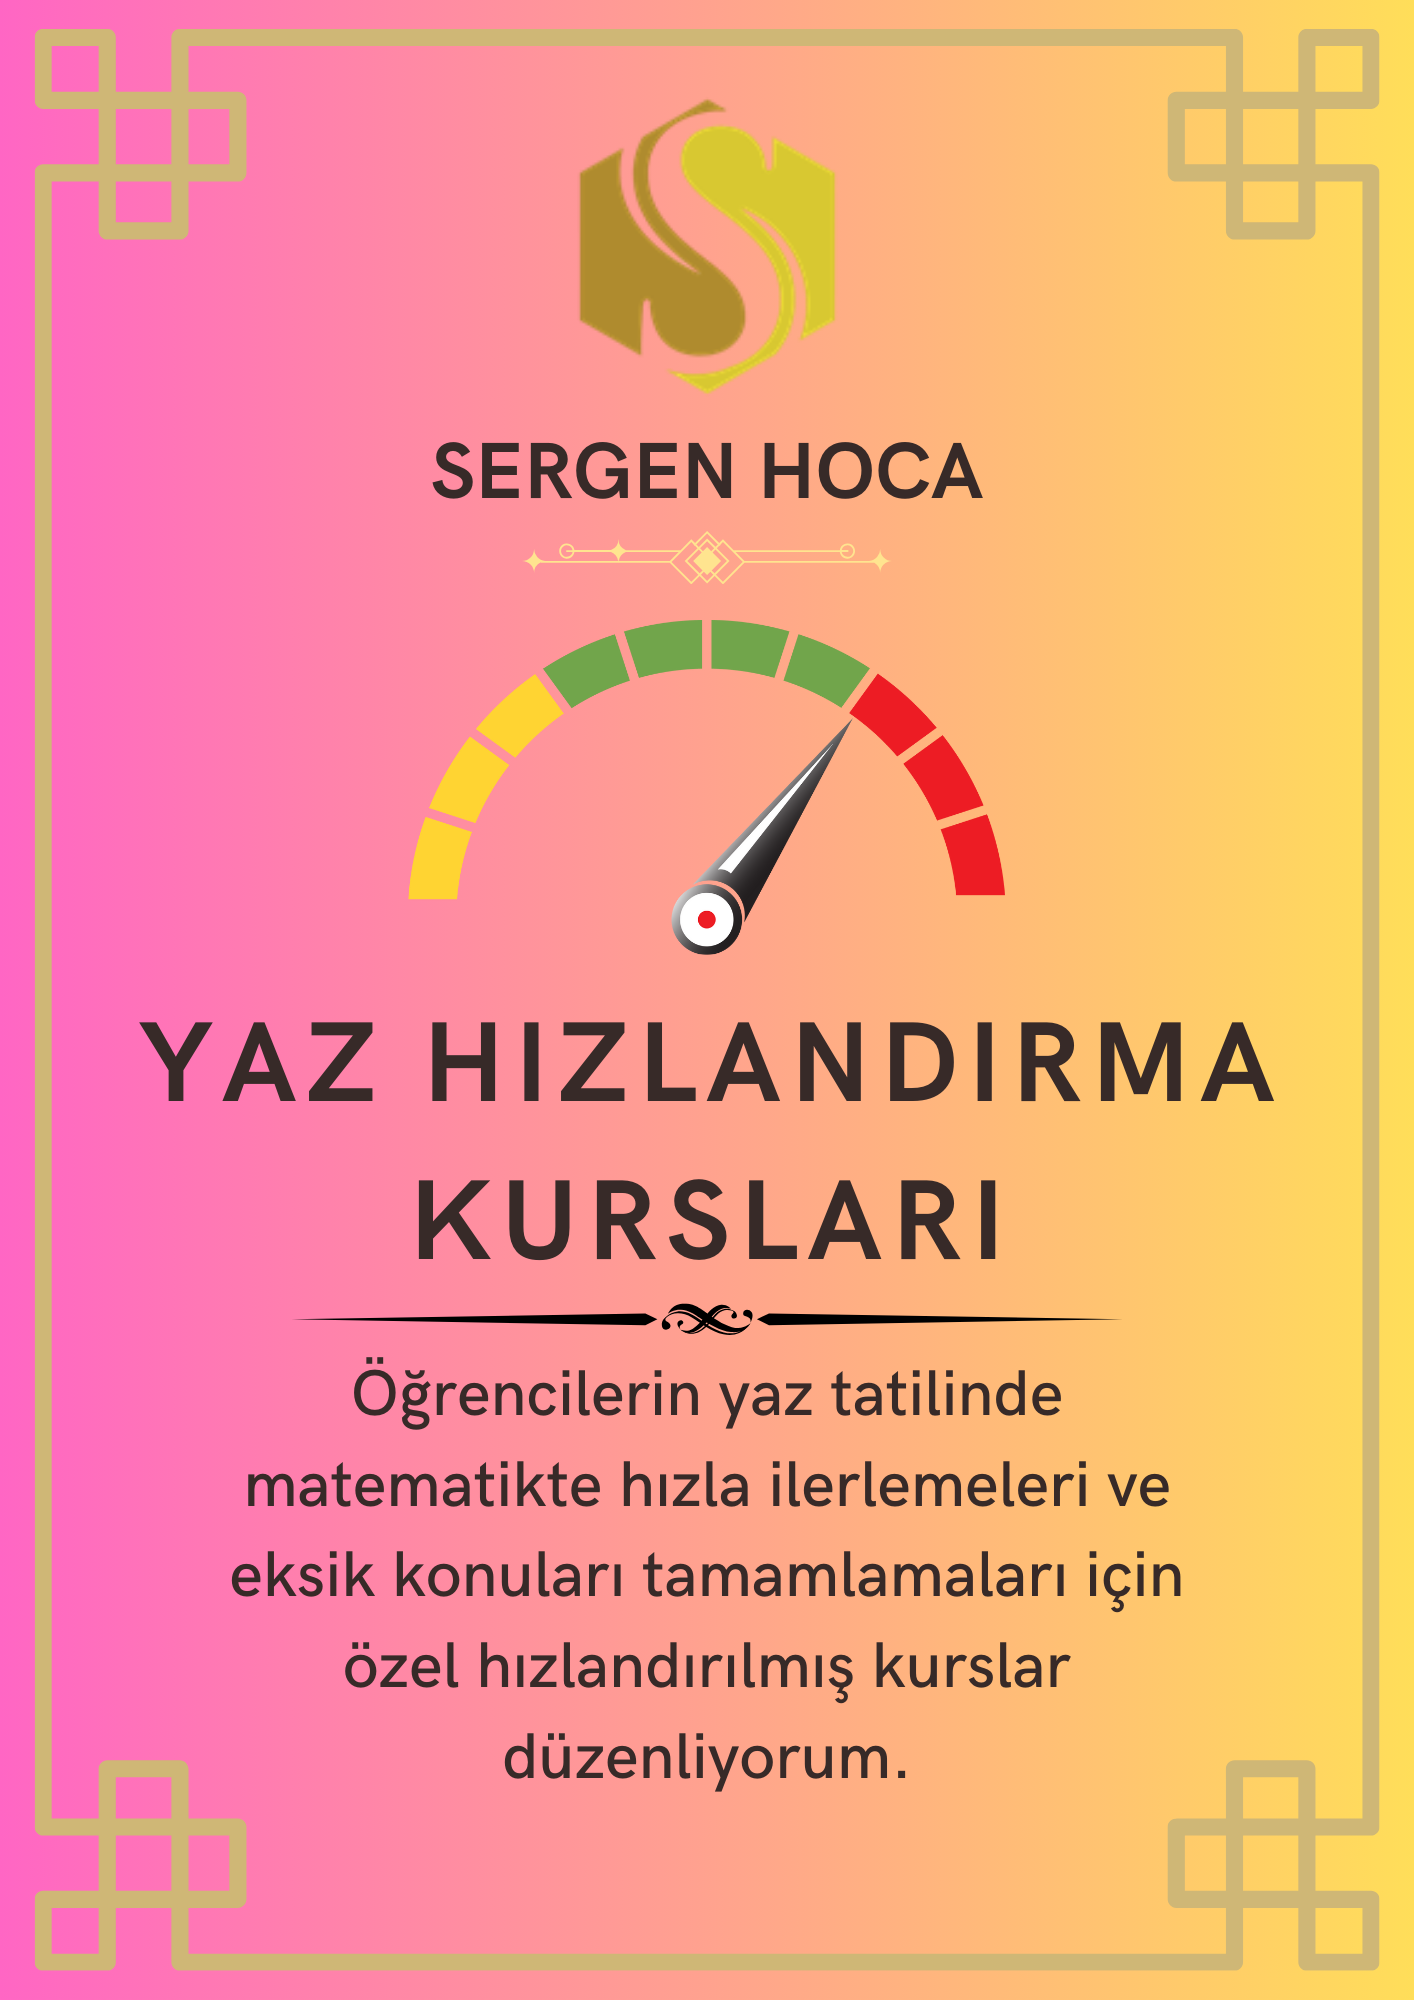 SERGEN HOCA
YAZ HIZLANDIRMA
KURSLARI
Öğrencilerin yaz tatilinde
matematikte hızla ilerlemeleri ve
eksik konuları tamamlamaları için
özel hızlandırılmış kurslar
düzenliyorum.